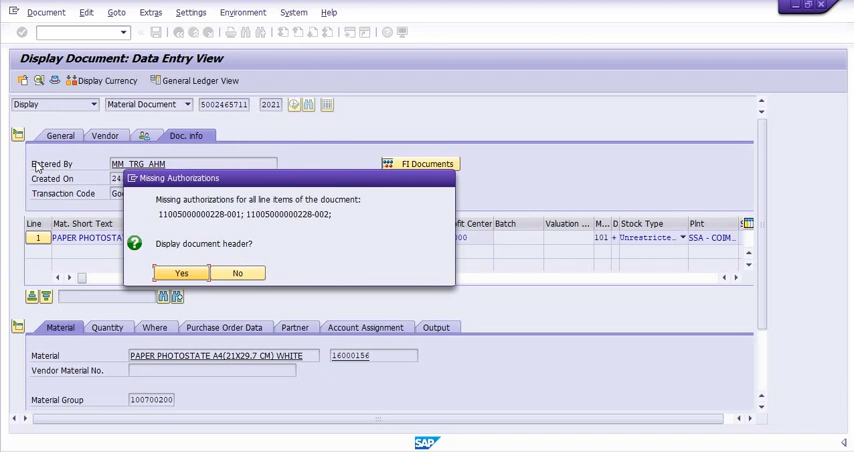 Document Edit Goto Extras Settings Environment System Help
Display Document: Data Entry View
Display Currency General Ledger View
Display Material Document 5002465711 2021
General Vendor Doc. info
Entered By MM_TRG_AHM FI Documents
Created On 24
Transaction Code Goo
Missing Authorizations
Missing authorizations for all line items of the doucment:
11005000000228-001; 11005000000228-002;
Display document header?
Yes No
Line Mat. Short Text ofit Center Batch Valuation ... M... D Stock Type Plnt
1 PAPER PHOTOSTA 000 101 + Unrestricte... SSA - COIM...
Material Quantity Where Purchase Order Data Partner Account Assignment Output
Material PAPER PHOTOSTATE A4(21X29.7 CM) WHITE 16000156
Vendor Material No.
Material Group 100700200
SAP